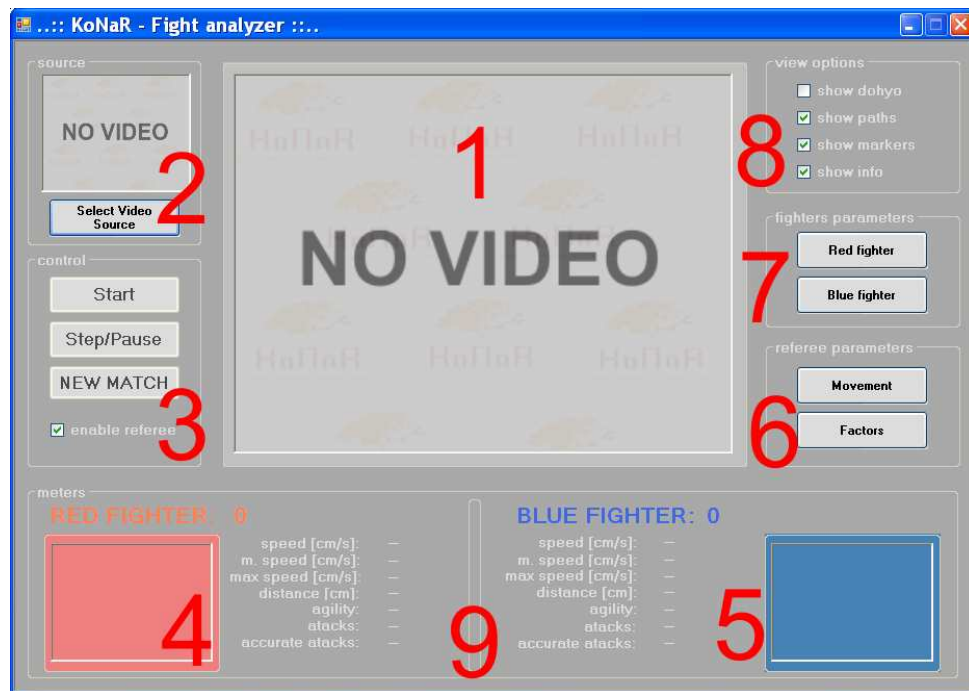 ..:: KoNaR - Fight analyzer ::..
source
NO VIDEO
2
Select Video
Source
control
Start
Step/Pause
NEW MATCH
enable referee
3
1
NO VIDEO
view options
show dohyo
show paths
show markers
show info
8
fighters parameters
Red fighter
Blue fighter
7
referee parameters
Movement
Factors
6
meters
RED FIGHTER: 0
speed [cm/s]: –
m. speed [cm/s]: –
max speed [cm/s]: –
distance [cm]: –
agility: –
atacks: –
accurate atacks: –
4
9
BLUE FIGHTER: 0
speed [cm/s]: –
m. speed [cm/s]: –
max speed [cm/s]: –
distance [cm]: –
agility: –
atacks: –
accurate atacks: –
5